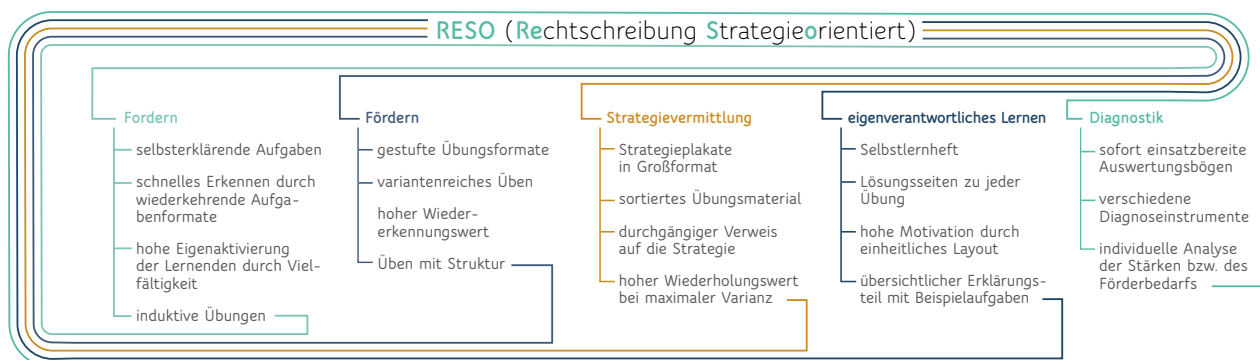 RESO (Rechtschreibung Strategieorientiert)
Fordern
selbsterklärende Aufgaben
schnelles Erkennen durch
wiederkehrende Aufga-
benformate
hohe Eigenaktivierung
der Lernenden durch Viel-
fältigkeit
induktive Übungen
Fördern
gestufte Übungsformate
variantenreiches Üben
hoher Wieder-
erkennungswert
Üben mit Struktur
Strategievermittlung
Strategieplakate
in Großformat
sortiertes Übungsmaterial
durchgängiger Verweis
auf die Strategie
hoher Wiederholungswert
bei maximaler Varianz
eigenverantwortliches Lernen
Selbstlernheft
Lösungsseiten zu jeder
Übung
hohe Motivation durch
einheitliches Layout
übersichtlicher Erklärungs-
teil mit Beispielaufgaben
Diagnostik
sofort einsatzbereite
Auswertungsbögen
verschiedene
Diagnoseinstrumente
individuelle Analyse
der Stärken bzw. des
Förderbedarfs